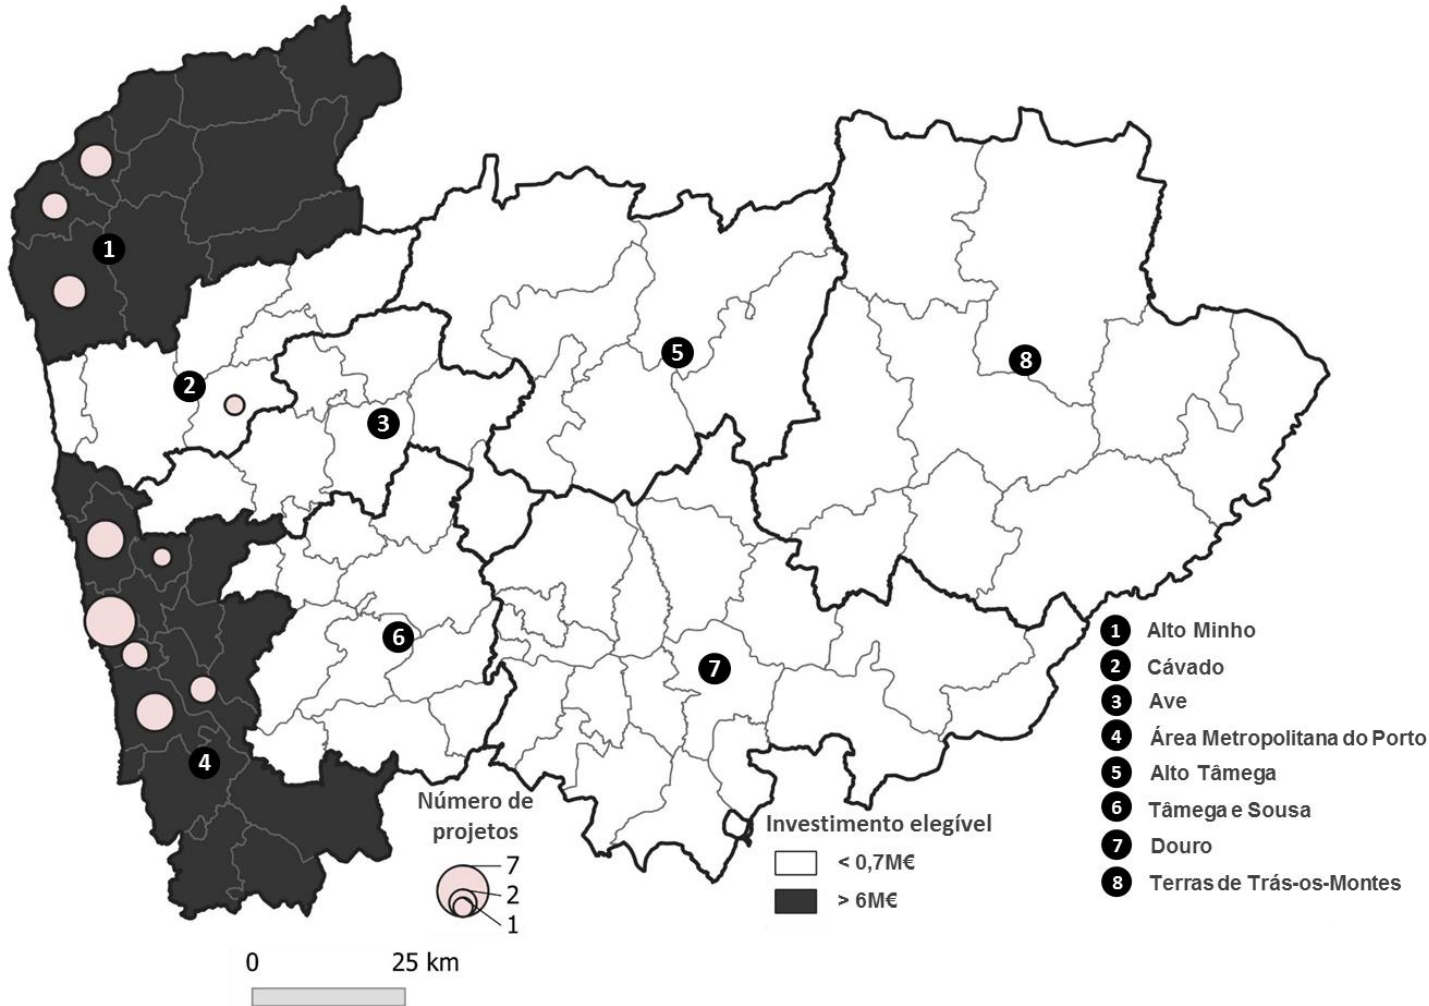 1
2
3
4
5
6
7
8
Número de
projetos
7
2
1
0 25 km
Investimento elegível
< 0,7M€
> 6M€
1 Alto Minho
2 Cávado
3 Ave
4 Área Metropolitana do Porto
5 Alto Tâmega
6 Tâmega e Sousa
7 Douro
8 Terras de Trás-os-Montes